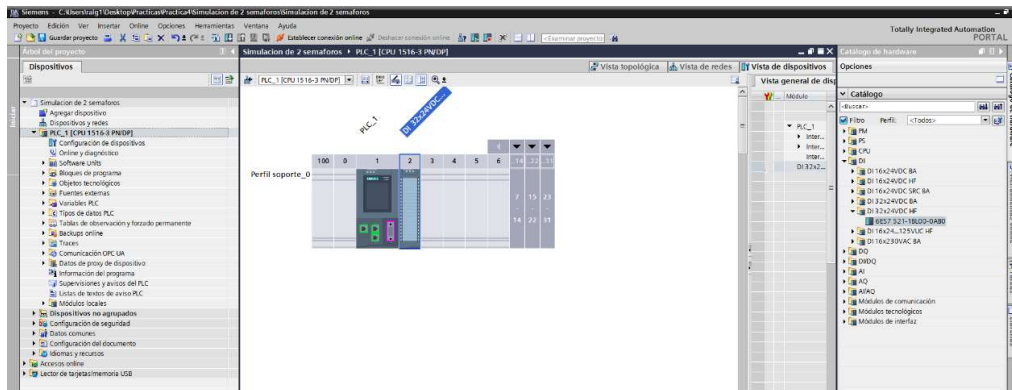 Siemens - C:\Users\ralg1\Desktop\Practicas\Practica4\Simulacion de 2 semaforos\Simulacion de 2 semaforos
Proyecto Edición Ver Insertar Online Opciones Herramientas Ventana Ayuda
Guardar proyecto Establecer conexión online Deshacer conexión online <Examinar proyecto>
Totally Integrated Automation
PORTAL
Árbol del proyecto
Dispositivos
Simulacion de 2 semaforos
Agregar dispositivo
Dispositivos y redes
PLC_1 [CPU 1516-3 PN/DP]
Configuración de dispositivos
Online y diagnóstico
Software Units
Bloques de programa
Objetos tecnológicos
Fuentes externas
Variables PLC
Tipos de datos PLC
Tablas de observación y forzado permanente
Backups online
Traces
Comunicación OPC UA
Datos de proxy de dispositivo
Información del programa
Supervisiones y avisos del PLC
Listas de textos de aviso PLC
Módulos locales
Dispositivos no agrupados
Configuración de seguridad
Datos comunes
Configuración del documento
Idiomas y recursos
Accesos online
Lector de tarjetas/memoria USB
Iniciar
Simulacion de 2 semaforos PLC_1 [CPU 1516-3 PN/DP]
Vista topológica Vista de redes Vista de dispositivos
PLC_1 [CPU 1516-3 PN/DP]
PLC_1
DI 32x24VDC...
100 0 1 2 3 4 5 6 ..14 ..22 ..31
Perfil soporte_0
7 15 23
- - -
14 22 31
Vista general de disp
Módulo
PLC_1
Inter...
Inter...
Inter...
DI 32x2...
Catálogo de hardware
Opciones
Catálogo
<Buscar>
Filtro Perfil: <Todos>
PM
PS
CPU
DI
DI 16x24VDC BA
DI 16x24VDC HF
DI 16x24VDC SRC BA
DI 32x24VDC BA
DI 32x24VDC HF
6ES7 521-1BL00-0AB0
DI 16x24...125VUC HF
DI 16x230VAC BA
DQ
DI/DQ
AI
AQ
AI/AQ
Módulos de comunicación
Módulos tecnológicos
Módulos de interfaz